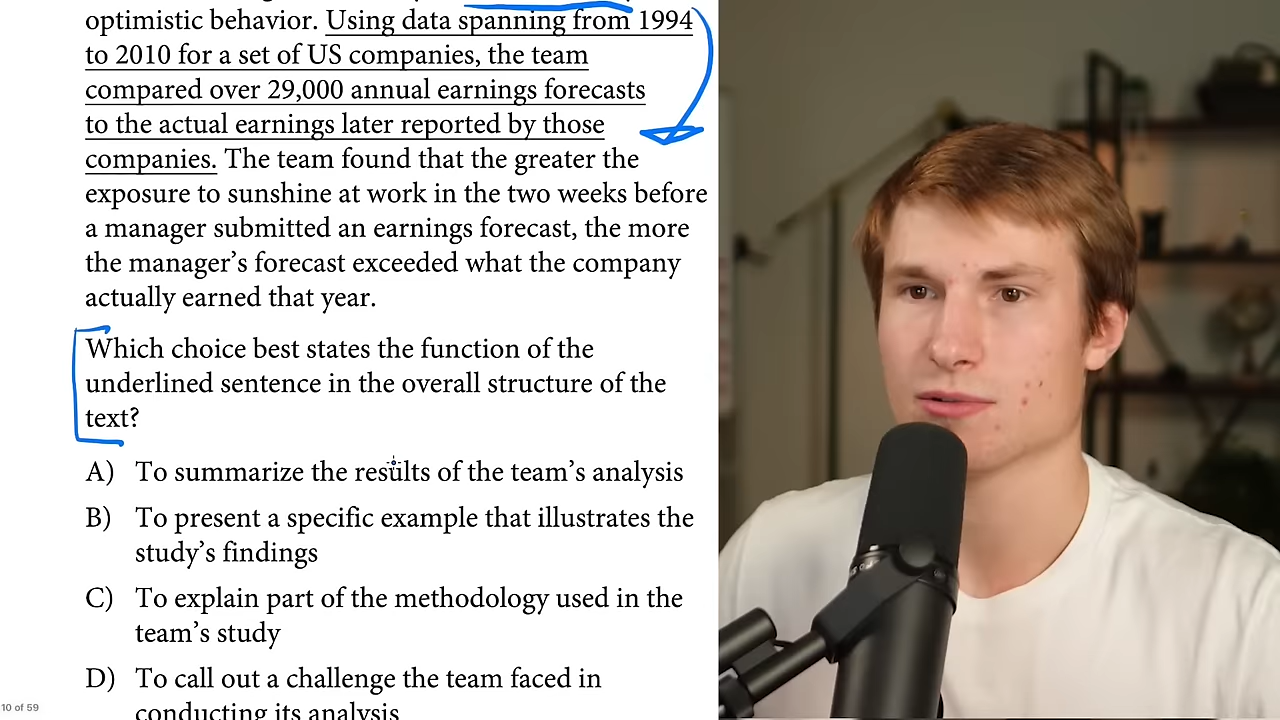 optimistic behavior. Using data spanning from 1994
to 2010 for a set of US companies, the team
compared over 29,000 annual earnings forecasts
to the actual earnings later reported by those
companies. The team found that the greater the
exposure to sunshine at work in the two weeks before
a manager submitted an earnings forecast, the more
the manager's forecast exceeded what the company
actually earned that year.
Which choice best states the function of the
underlined sentence in the overall structure of the
text?
A) To summarize the results of the team's analysis
B) To present a specific example that illustrates the
study's findings
C) To explain part of the methodology used in the
team's study
D) To call out a challenge the team faced in
conducting its analysis
10 of 59